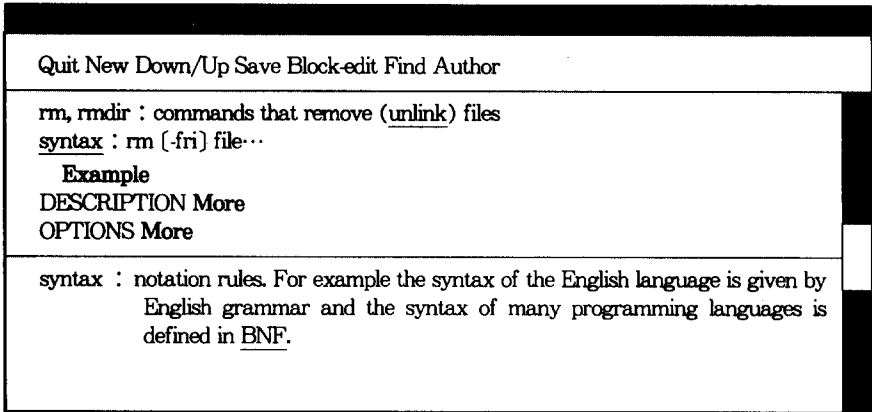 Quit New Down/Up Save Block-edit Find Author
rm, rmdir : commands that remove (unlink) files
syntax : rm [-fri] file…
Example
DESCRIPTION More
OPTIONS More
syntax : notation rules. For example the syntax of the English language is given by
English grammar and the syntax of many programming languages is
defined in BNF.